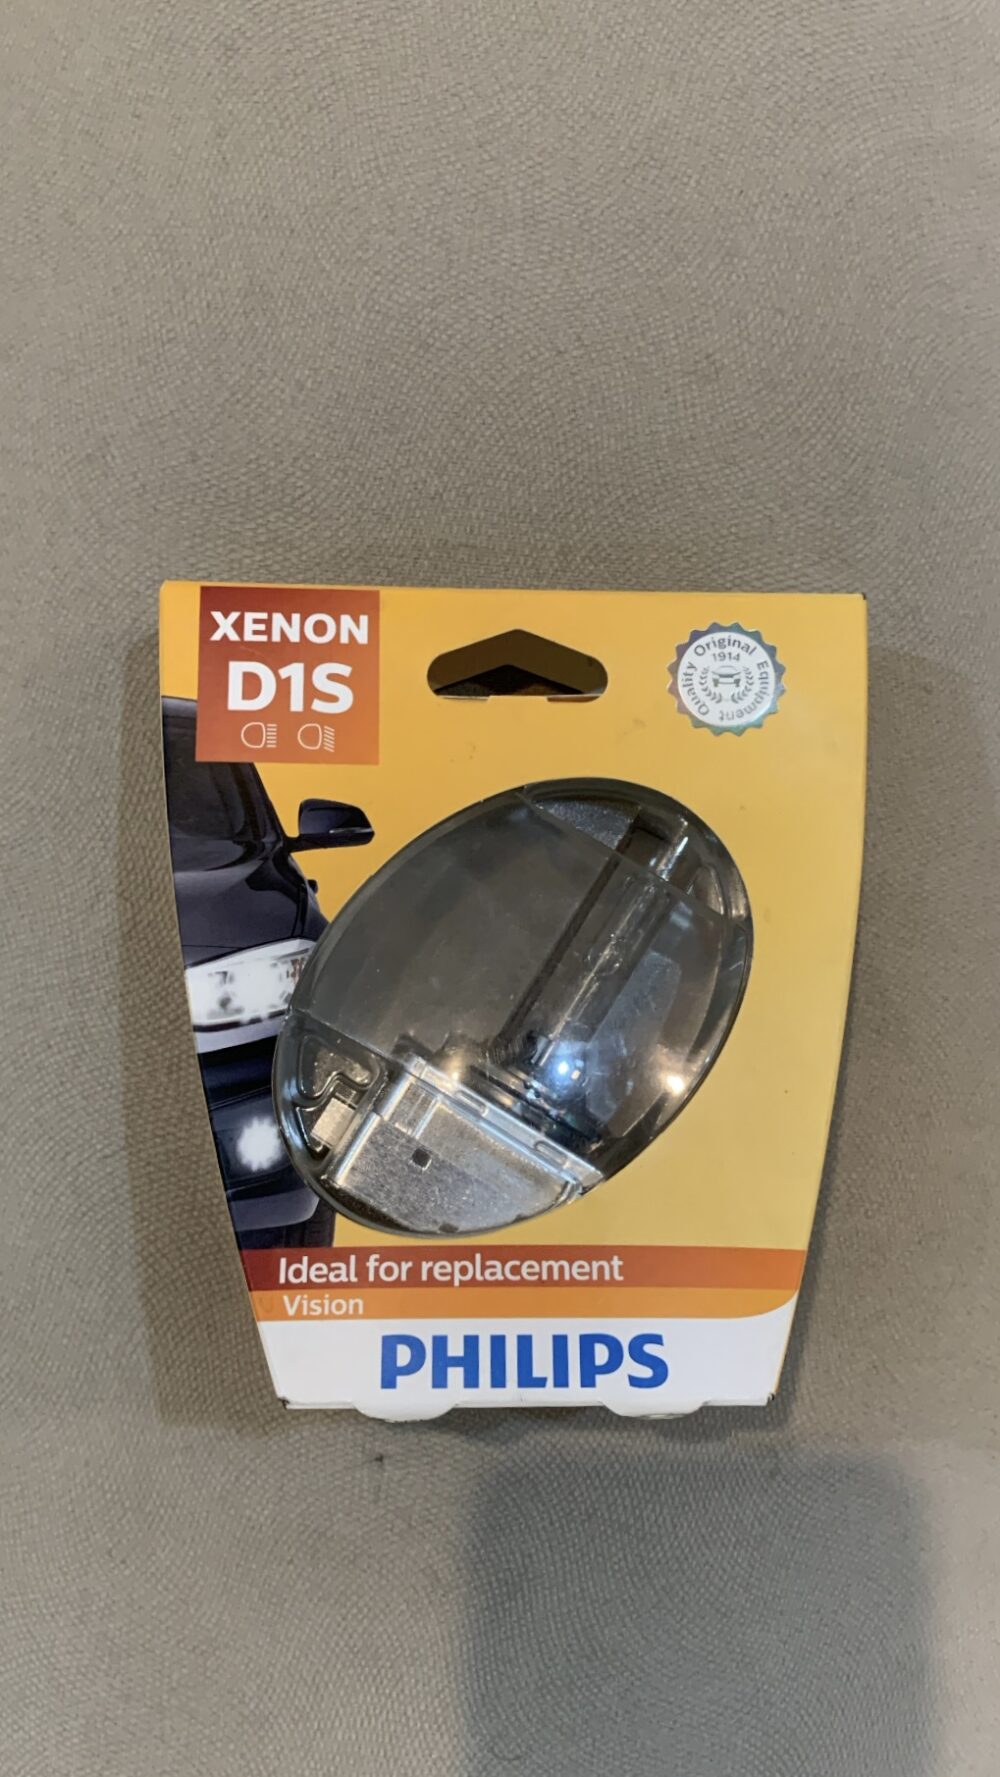 XENON
D1S
Original Equipment Quality
1914
Ideal for replacement
Vision
PHILIPS